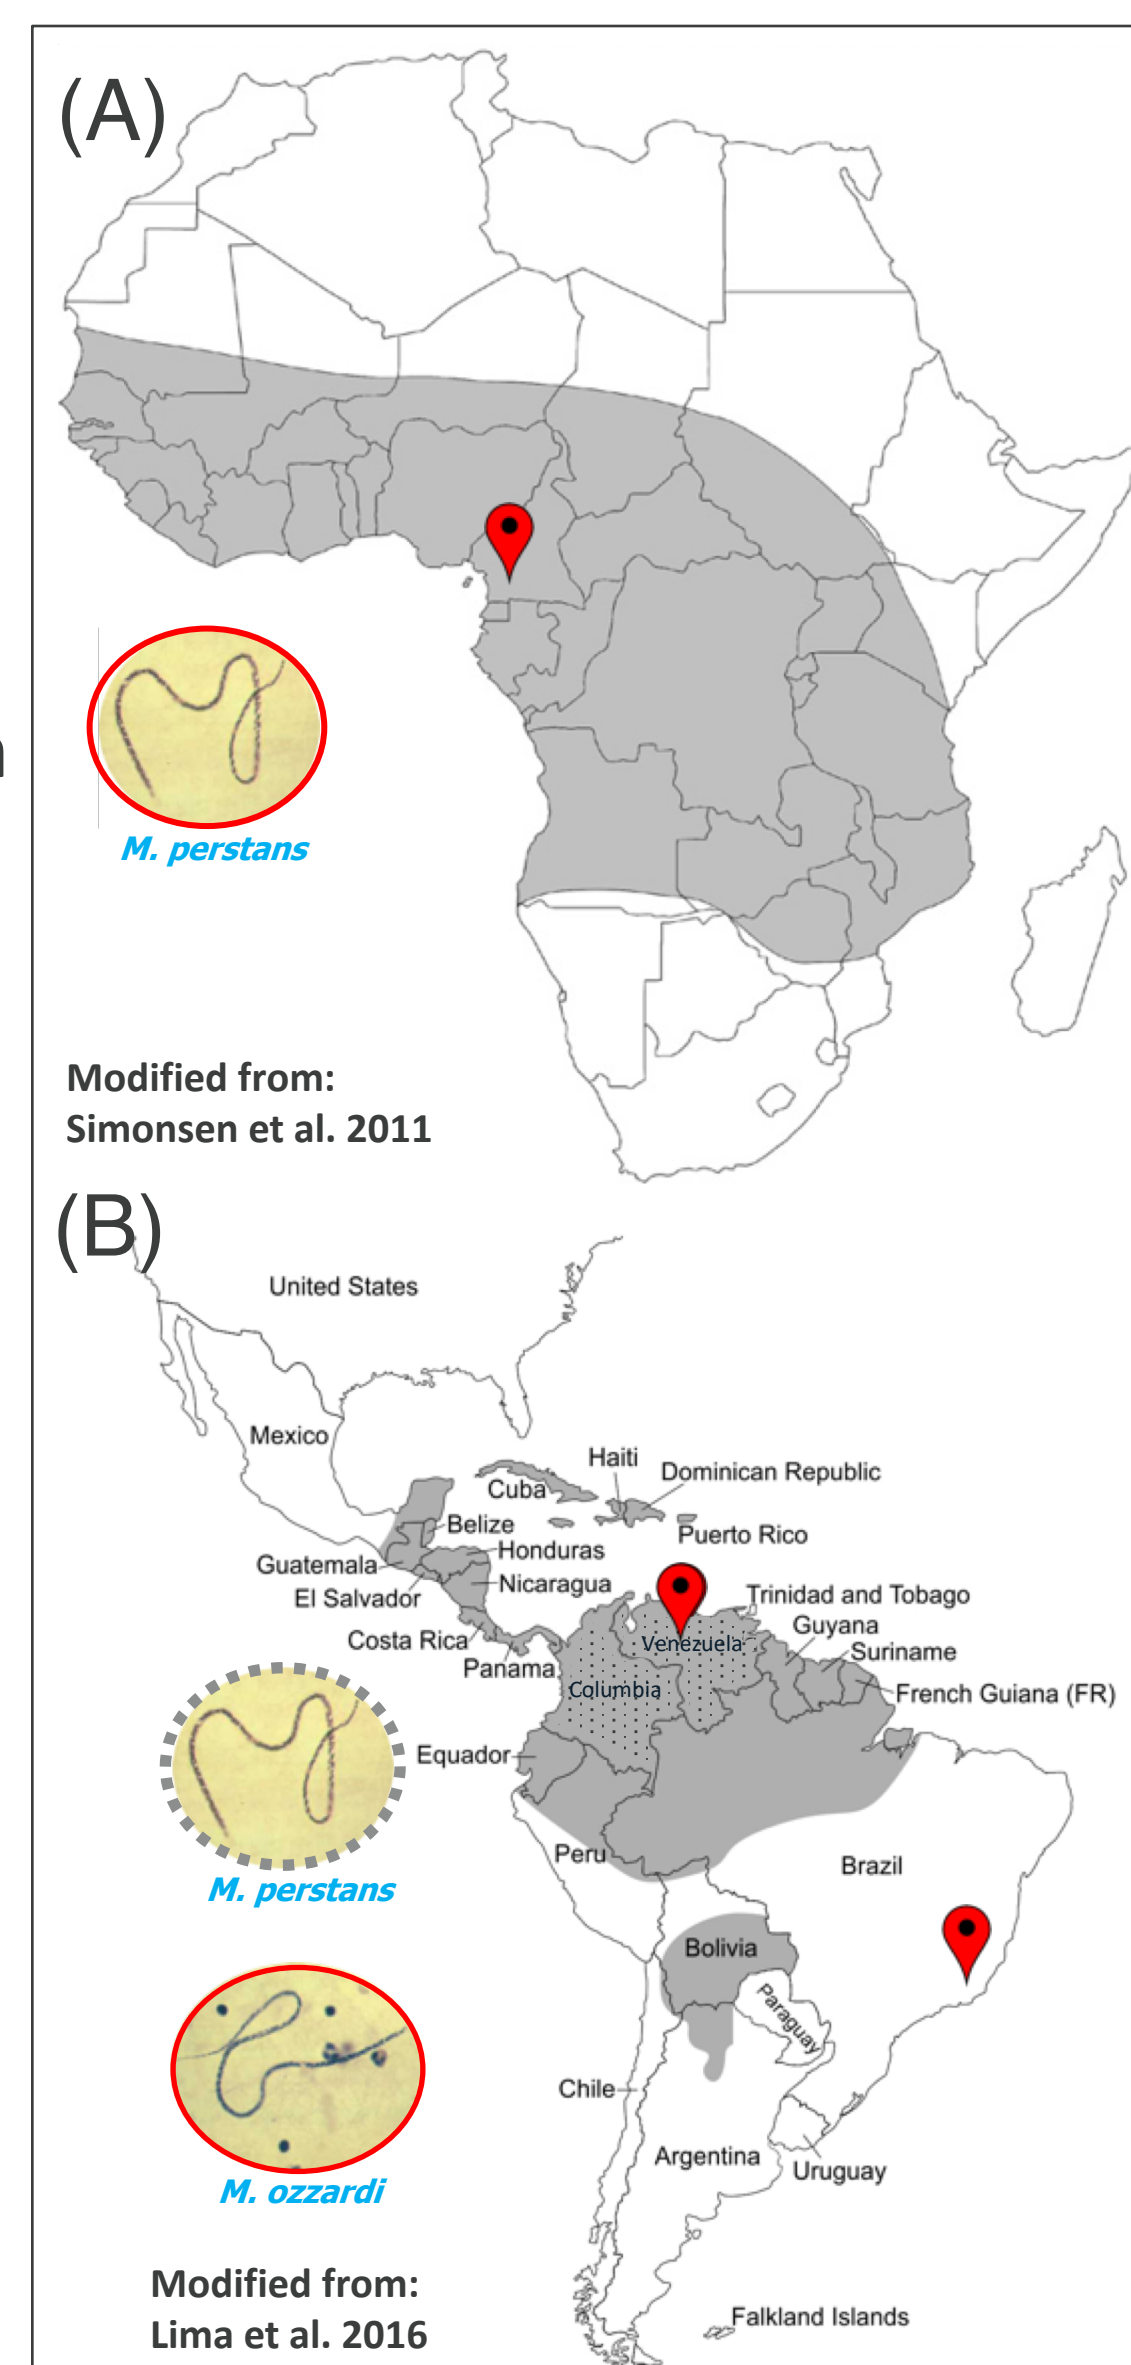 (A)
M. perstans
Modified from:
Simonsen et al. 2011
(B)
United States
Mexico
Haiti
Dominican Republic
Cuba
Puerto Rico
Belize
Honduras
Guatemala
Nicaragua
El Salvador
Trinidad and Tobago
Guyana
Costa Rica
Venezuela
Suriname
Panama
Columbia
French Guiana (FR)
Equador
Peru
Brazil
M. perstans
Bolivia
Paraguay
Chile
Argentina
Uruguay
M. ozzardi
Modified from:
Lima et al. 2016
Falkland Islands